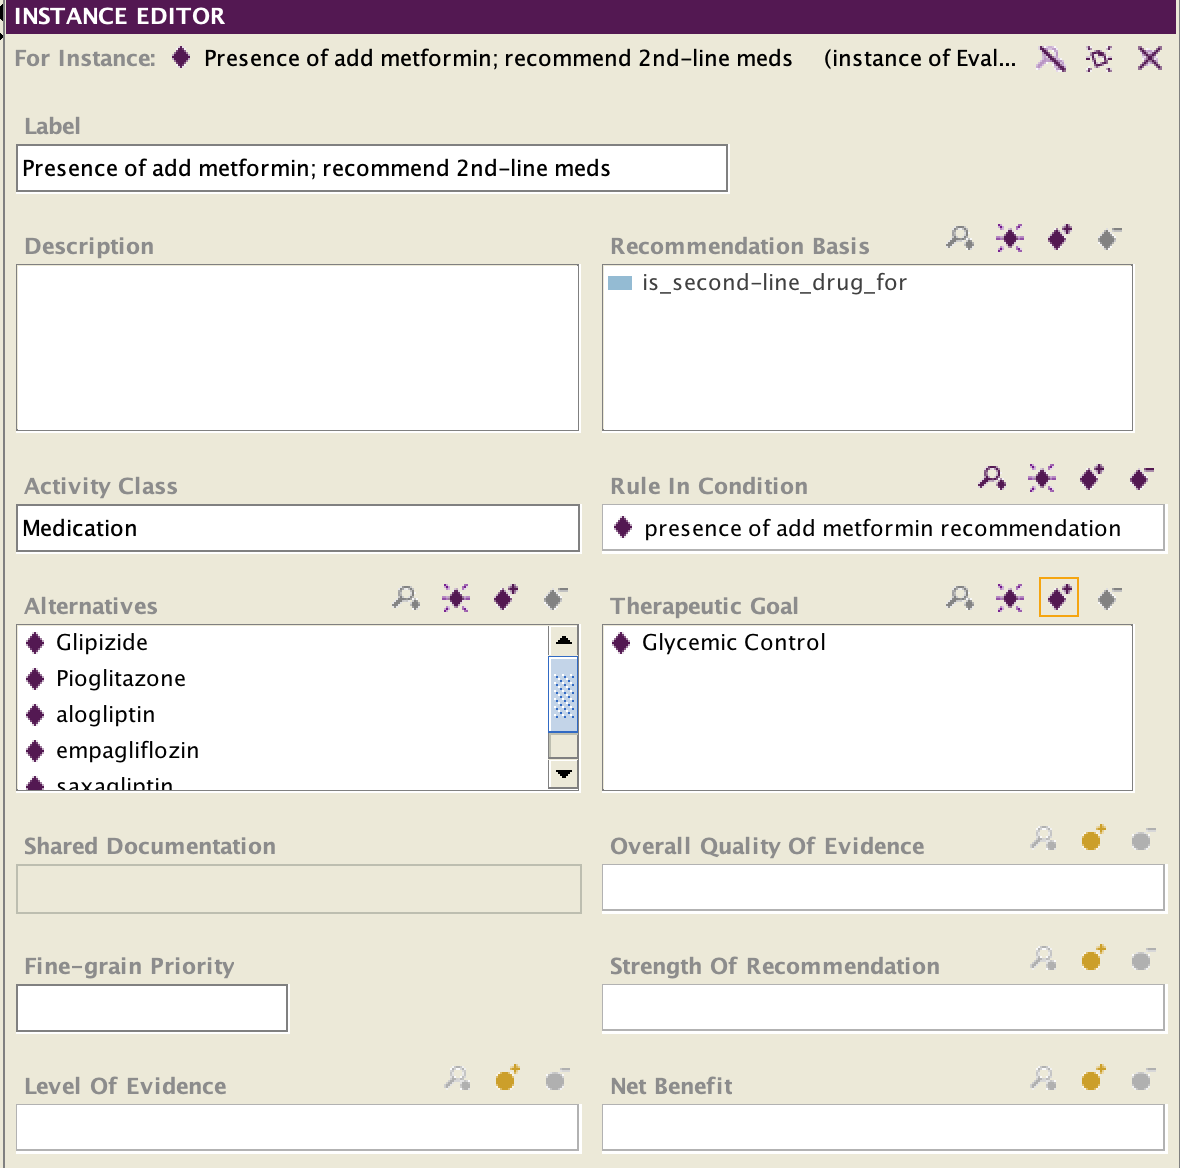 INSTANCE EDITOR
For Instance: Presence of add metformin; recommend 2nd-line meds (instance of Eval...
Label
Presence of add metformin; recommend 2nd-line meds
Description
Recommendation Basis
is_second-line_drug_for
Activity Class
Medication
Rule In Condition
presence of add metformin recommendation
Alternatives
Glipizide
Pioglitazone
alogliptin
empagliflozin
saxagliptin
Therapeutic Goal
Glycemic Control
Shared Documentation
Overall Quality Of Evidence
Fine-grain Priority
Strength Of Recommendation
Level Of Evidence
Net Benefit